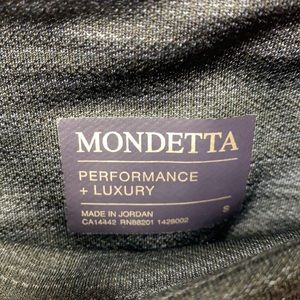 MONDETTA
PERFORMANCE
+ LUXURY
MADE IN JORDAN
S
CA14442 RN88201 1428002